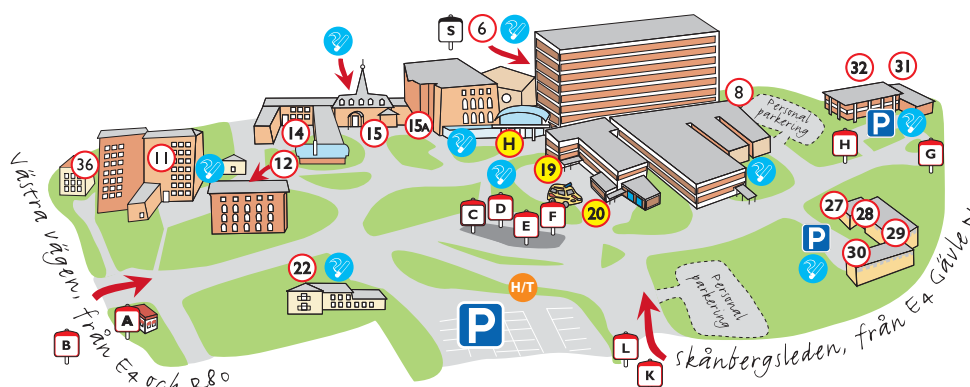 S
6
32
31
8
Personal
parkering
14
15
15A
H
H
G
36
11
12
19
20
C
D
E
F
27
28
29
30
P
P
22
H/T
P
Personal
parkering
A
B
L
K
Västra vägen, från E4 och R80
Skånbergsleden, från E4 Gävle